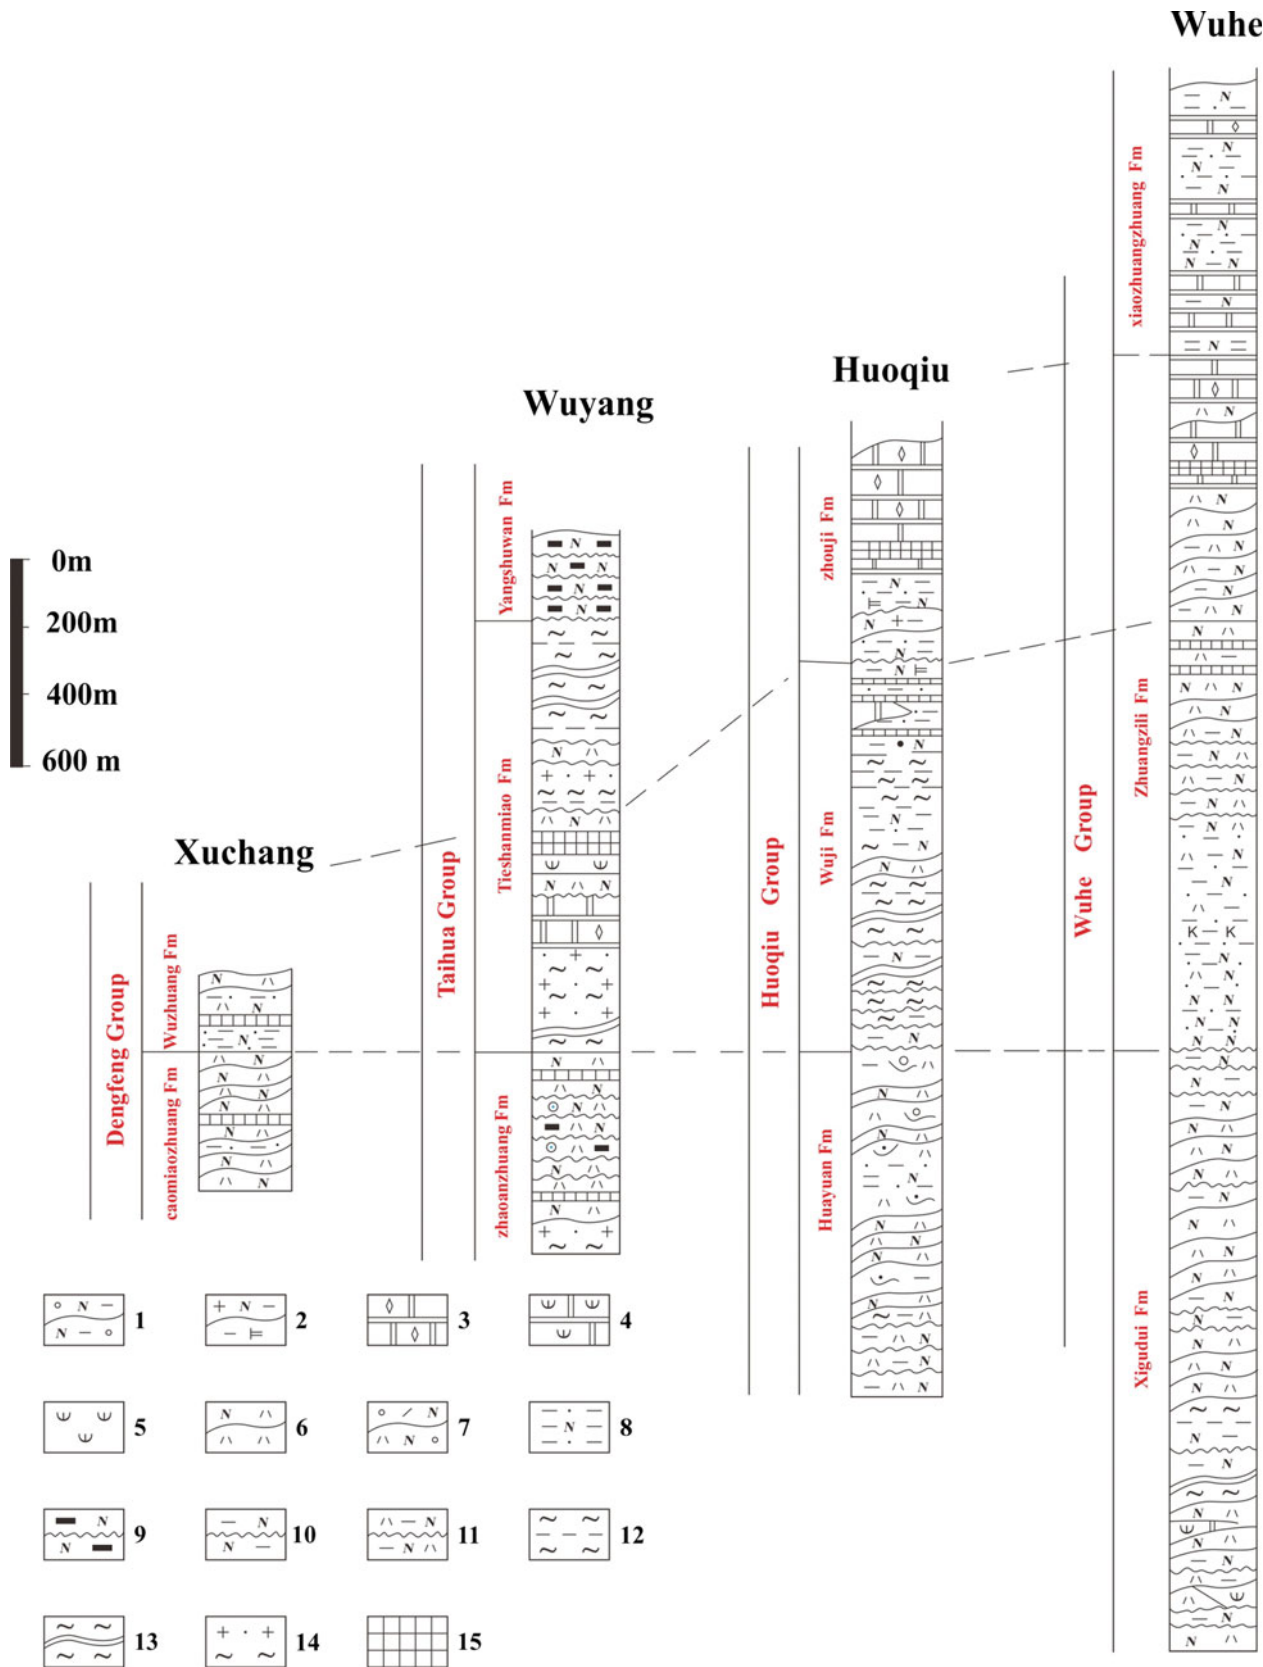 Wuhe
xiaozhuangzhuang Fm
Zhuangzili Fm
Xigudui Fm
Wuhe Group
Huoqiu
zhouji Fm
Wuji Fm
Huayuan Fm
Huoqiu Group
Wuyang
Yangshuwan Fm
Tieshanmiao Fm
zhaoanzhuang Fm
Taihua Group
Xuchang
Wuzhuang Fm
caomiaozhuang Fm
Dengfeng Group
0m
200m
400m
600 m
1
2
3
4
5
6
7
8
9
10
11
12
13
14
15